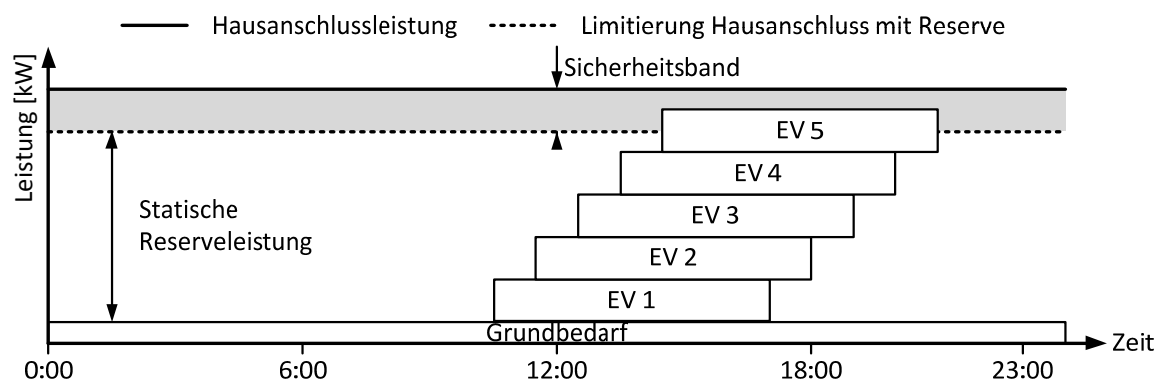 Hausanschlussleistung
Limitierung Hausanschluss mit Reserve
Sicherheitsband
Leistung [kW]
EV 5
EV 4
Statische
Reserveleistung
EV 3
EV 2
EV 1
Grundbedarf
Zeit
0:00
6:00
12:00
18:00
23:00